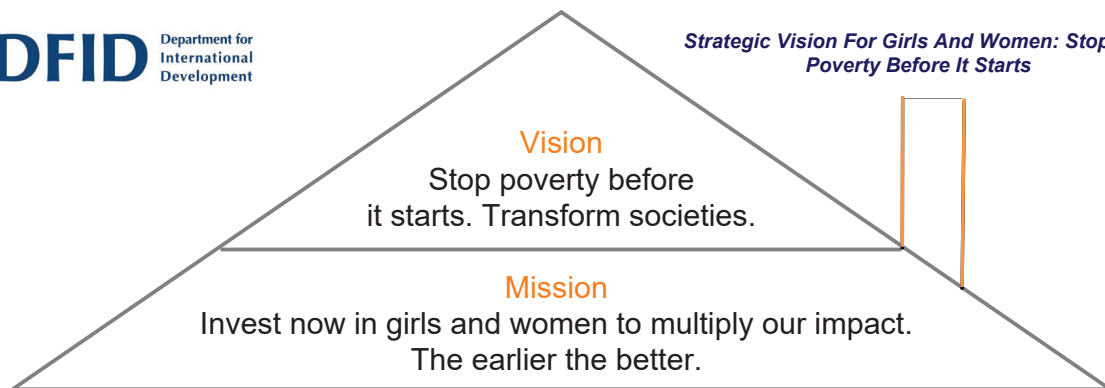 DFID
Department for
International
Development
Strategic Vision For Girls And Women: Stop
Poverty Before It Starts
Vision
Stop poverty before
it starts. Transform societies.
Mission
Invest now in girls and women to multiply our impact.
The earlier the better.